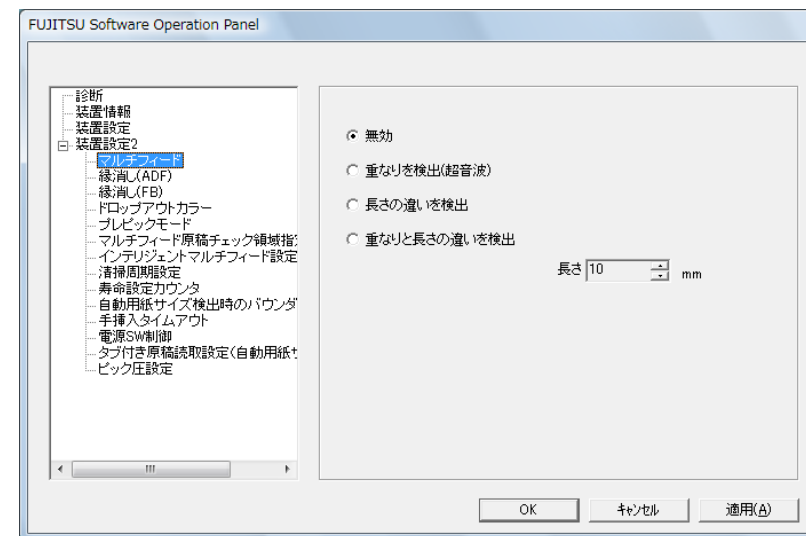 FUJITSU Software Operation Panel
診断
装置情報
装置設定
装置設定2
マルチフィード
縁消し(ADF)
縁消し(FB)
ドロップアウトカラー
プレピックモード
マルチフィード原稿チェック領域指
インテリジェントマルチフィード設定
清掃周期設定
寿命設定カウンタ
自動用紙サイズ検出時のバウンダ
手挿入タイムアウト
電源SW制御
タブ付き原稿読取設定(自動用紙サ
ピック圧設定
無効
重なりを検出(超音波)
長さの違いを検出
重なりと長さの違いを検出
長さ 10 mm
OK キャンセル 適用(A)